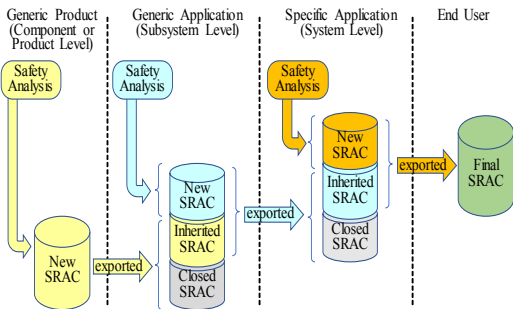 Generic Product
(Component or
Product Level)
Generic Application
(Subsystem Level)
Specific Application
(System Level)
End User
Safety
Analysis
Safety
Analysis
Safety
Analysis
New
SRAC
exported
New
SRAC
Inherited
SRAC
Closed
SRAC
exported
New
SRAC
Inherited
SRAC
Closed
SRAC
exported
Final
SRAC